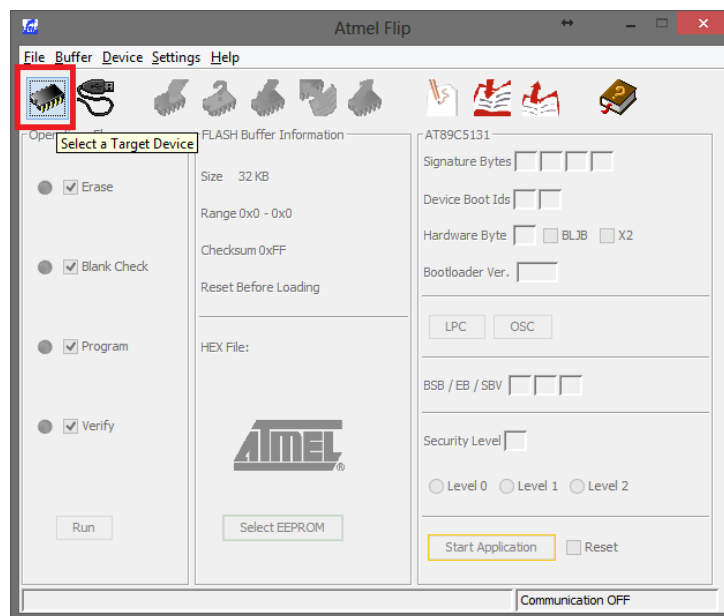 Atmel Flip
File Buffer Device Settings Help
Select a Target Device
FLASH Buffer Information
AT89C5131
Erase
Blank Check
Program
Verify
Run
Size 32 KB
Range 0x0 - 0x0
Checksum 0xFF
Reset Before Loading
HEX File:
ATMEL
®
Select EEPROM
Signature Bytes
Device Boot Ids
Hardware Byte BLJB X2
Bootloader Ver.
LPC OSC
BSB / EB / SBV
Security Level
Level 0 Level 1 Level 2
Start Application Reset
Communication OFF